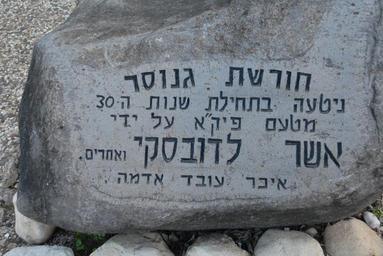 חורשת גנוסר
ניטעה בתחילת שנות ה-30
מטעם פיק"א על ידי
אשר לדובסקי ואחרים.
איכר עובד אדמה.